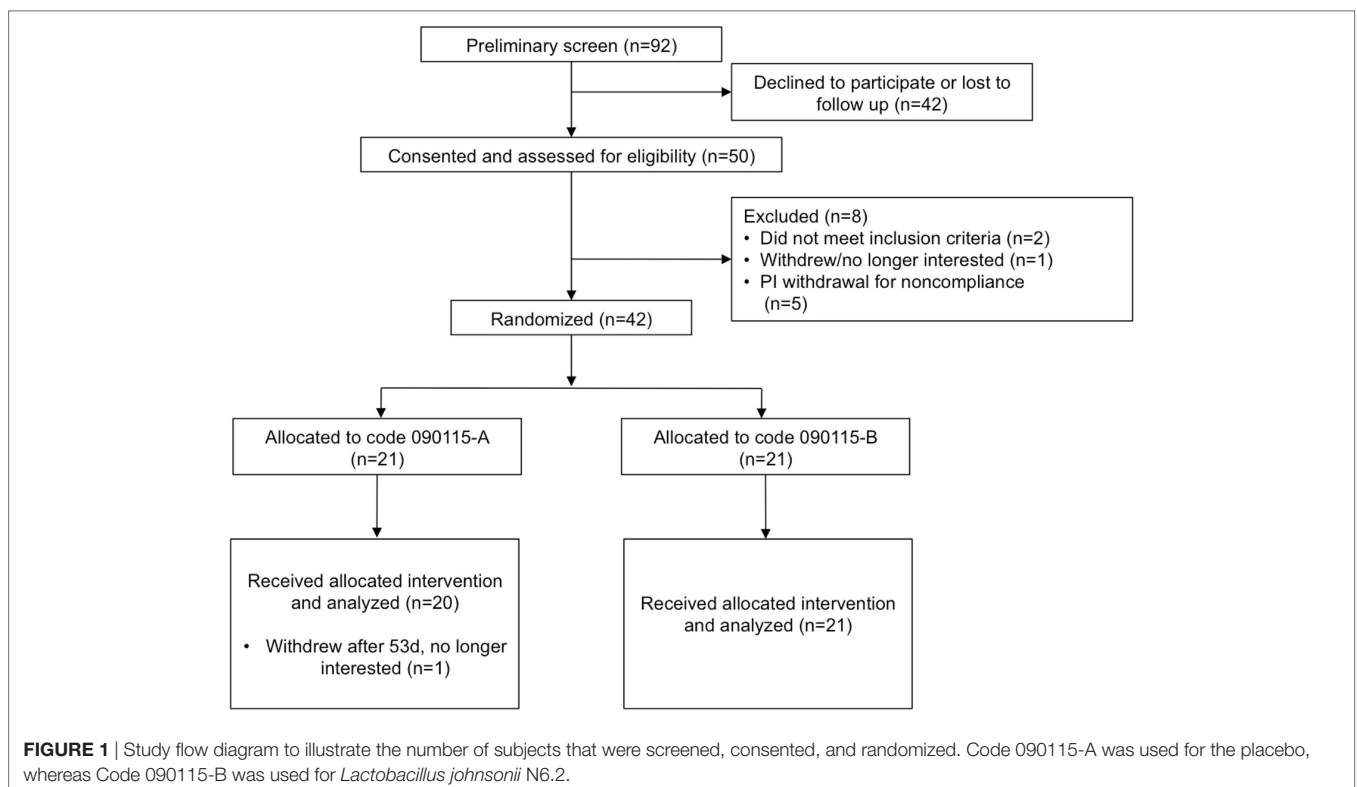 Preliminary screen (n=92)
Declined to participate or lost to
follow up (n=42)
Consented and assessed for eligibility (n=50)
Excluded (n=8)
• Did not meet inclusion criteria (n=2)
• Withdrew/no longer interested (n=1)
• PI withdrawal for noncompliance
(n=5)
Randomized (n=42)
Allocated to code 090115-A
(n=21)
Allocated to code 090115-B
(n=21)
Received allocated intervention
and analyzed (n=20)
• Withdrew after 53d, no longer
interested (n=1)
Received allocated intervention
and analyzed (n=21)
FIGURE 1 | Study flow diagram to illustrate the number of subjects that were screened, consented, and randomized. Code 090115-A was used for the placebo,
whereas Code 090115-B was used for Lactobacillus johnsonii N6.2.